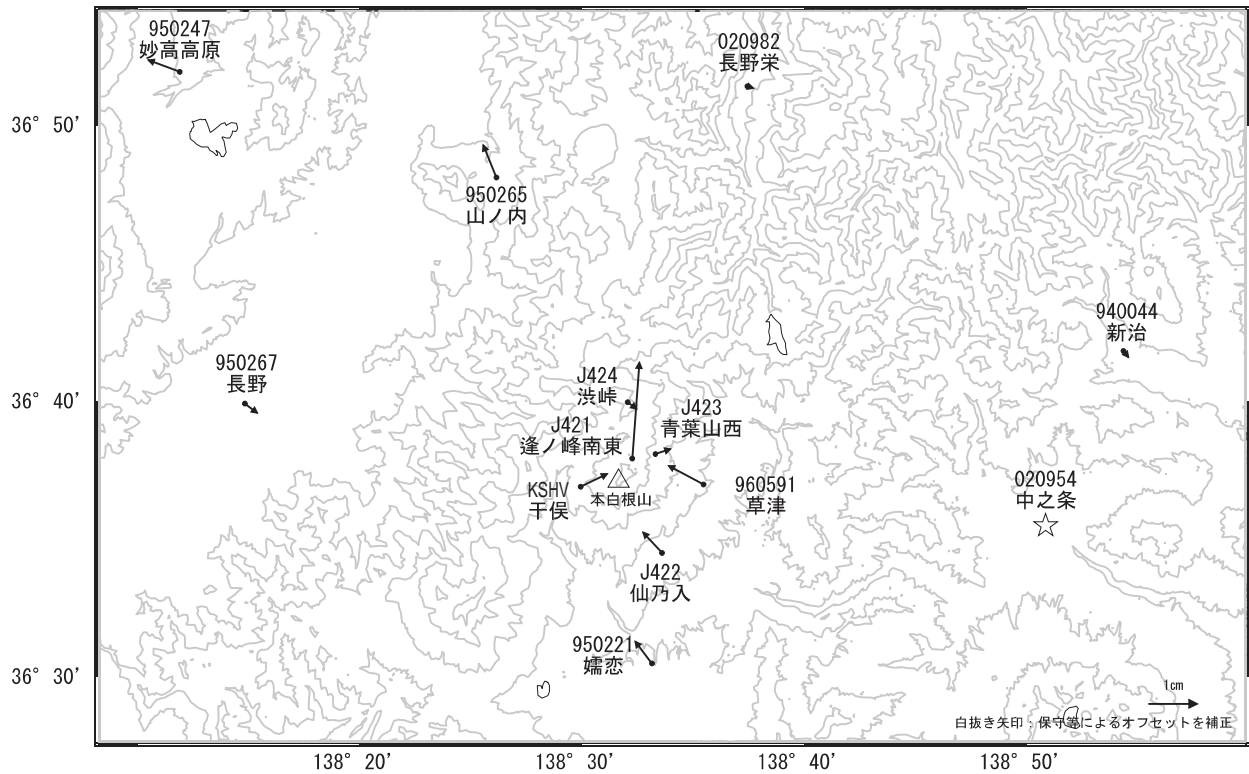 950247
妙高高原
020982
長野栄
36° 50'
950265
山ノ内
940044
新治
950267
長野
J424
渋峠
36° 40'
J423
青葉山西
J421
逢ノ峰南東
KSHV
干俣
本白根山
960591
草津
020954
中之条
J422
仙乃入
950221
嬬恋
36° 30'
1cm
白抜き矢印：保守等によるオフセットを補正
138° 20'
138° 30'
138° 40'
138° 50'